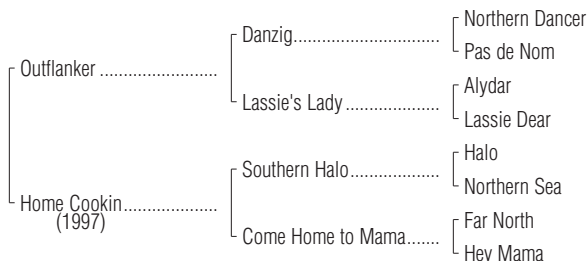 Northern Dancer
Danzig
Pas de Nom
Outflanker
Alydar
Lassie's Lady
Lassie Dear
Halo
Southern Halo
Northern Sea
Home Cookin
(1997)
Far North
Come Home to Mama
Hey Mama